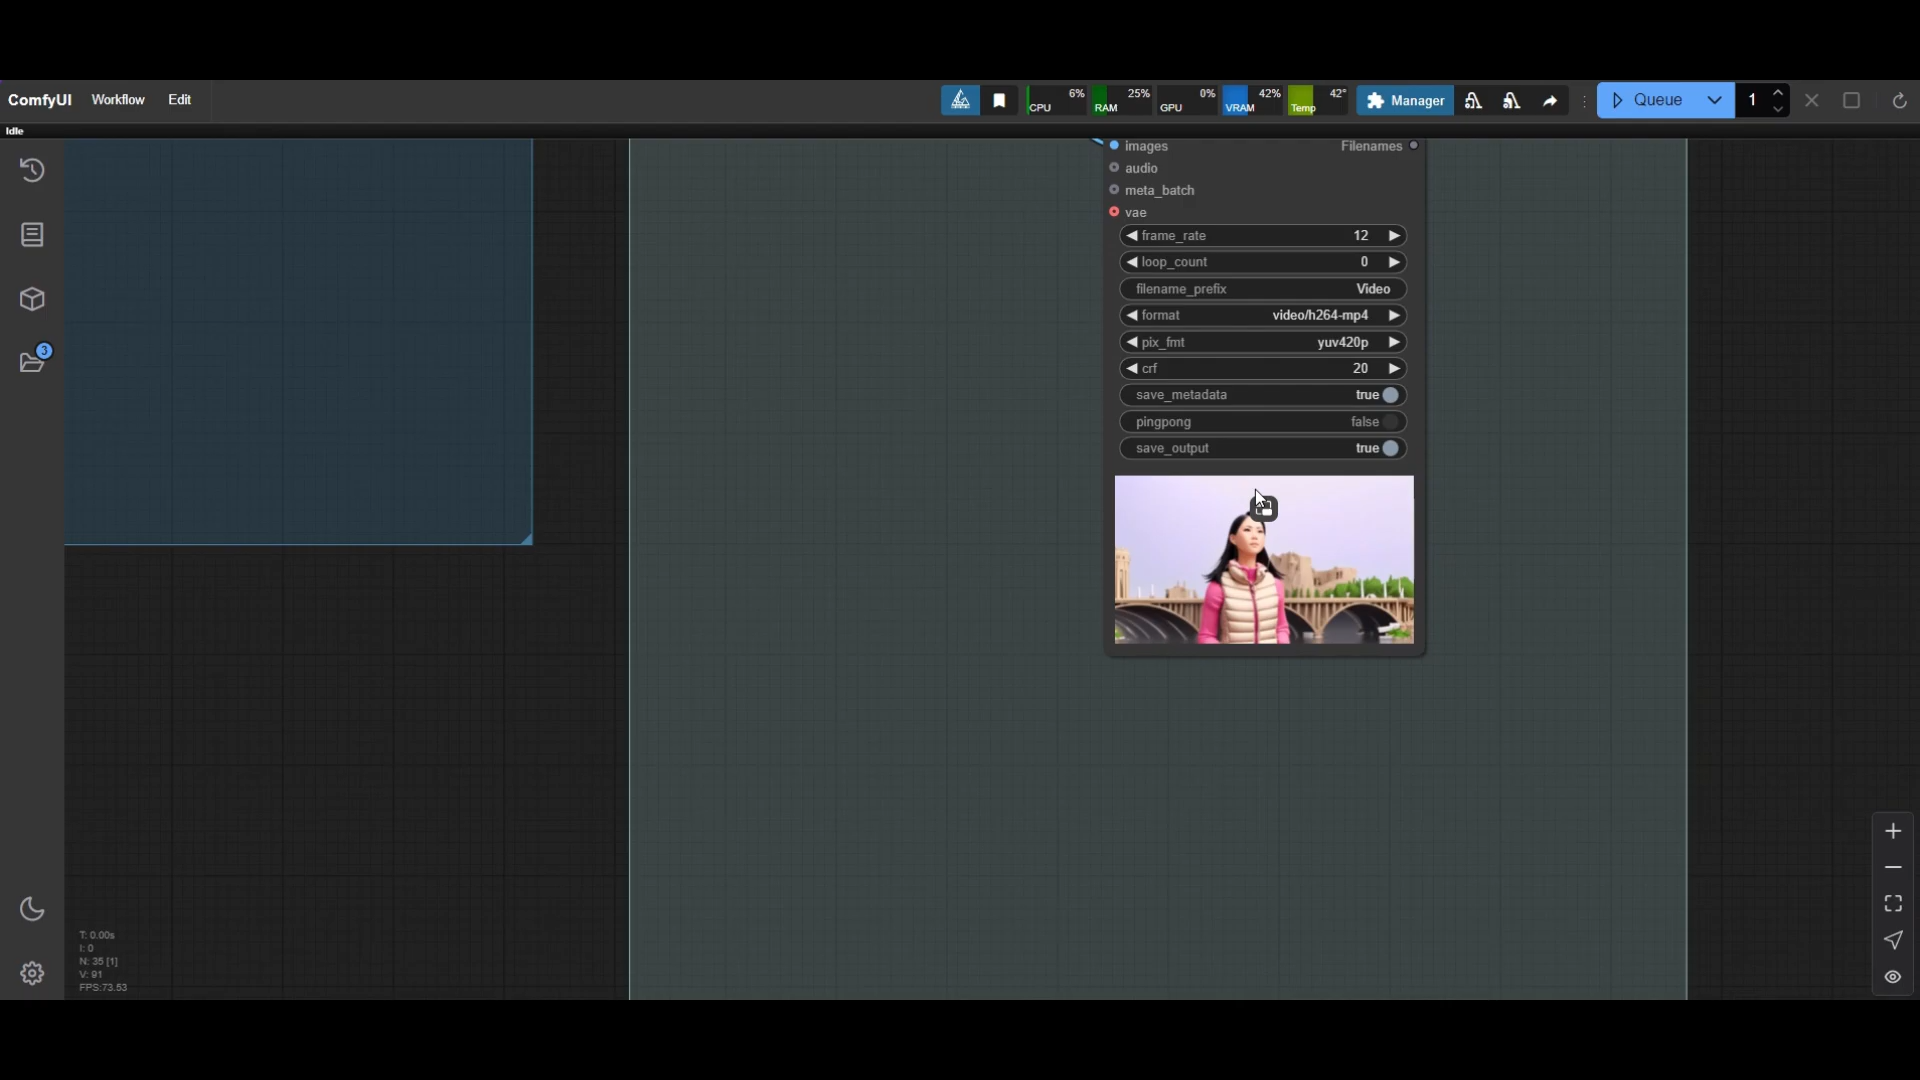 ComfyUI Workflow Edit
CPU 6% RAM 25% GPU 0% VRAM 42% Temp 42° Manager Queue 1
Idle
images Filenames
audio
meta_batch
vae
frame_rate 12
loop_count 0
filename_prefix Video
format video/h264-mp4
3
pix_fmt yuv420p
crf 20
save_metadata true
pingpong false
save_output true
T: 0.00s
I: 0
N: 35 [1]
V: 91
FPS:73.53